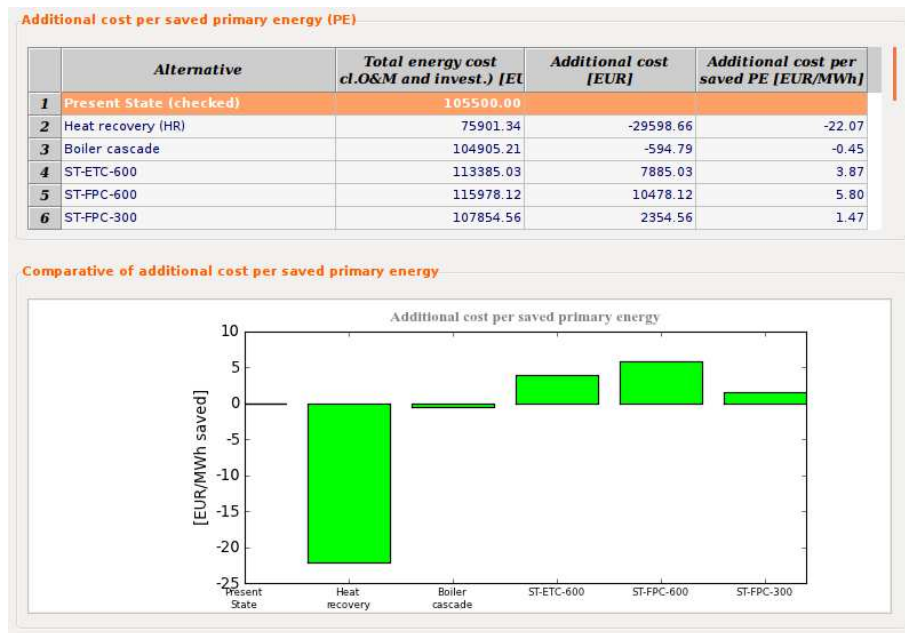 Additional cost per saved primary energy (PE)
Alternative Total energy cost cl.O&M and invest.) [EU Additional cost [EUR] Additional cost per saved PE [EUR/MWh]
1 Present State (checked) 105500.00
2 Heat recovery (HR) 75901.34 -29598.66 -22.07
3 Boiler cascade 104905.21 -594.79 -0.45
4 ST-ETC-600 113385.03 7885.03 3.87
5 ST-FPC-600 115978.12 10478.12 5.80
6 ST-FPC-300 107854.56 2354.56 1.47
Comparative of additional cost per saved primary energy
Additional cost per saved primary energy
10
5
0
-5
-10
-15
-20
-25
[EUR/MWh saved]
Present State
Heat recovery
Boiler cascade
ST-ETC-600
ST-FPC-600
ST-FPC-300